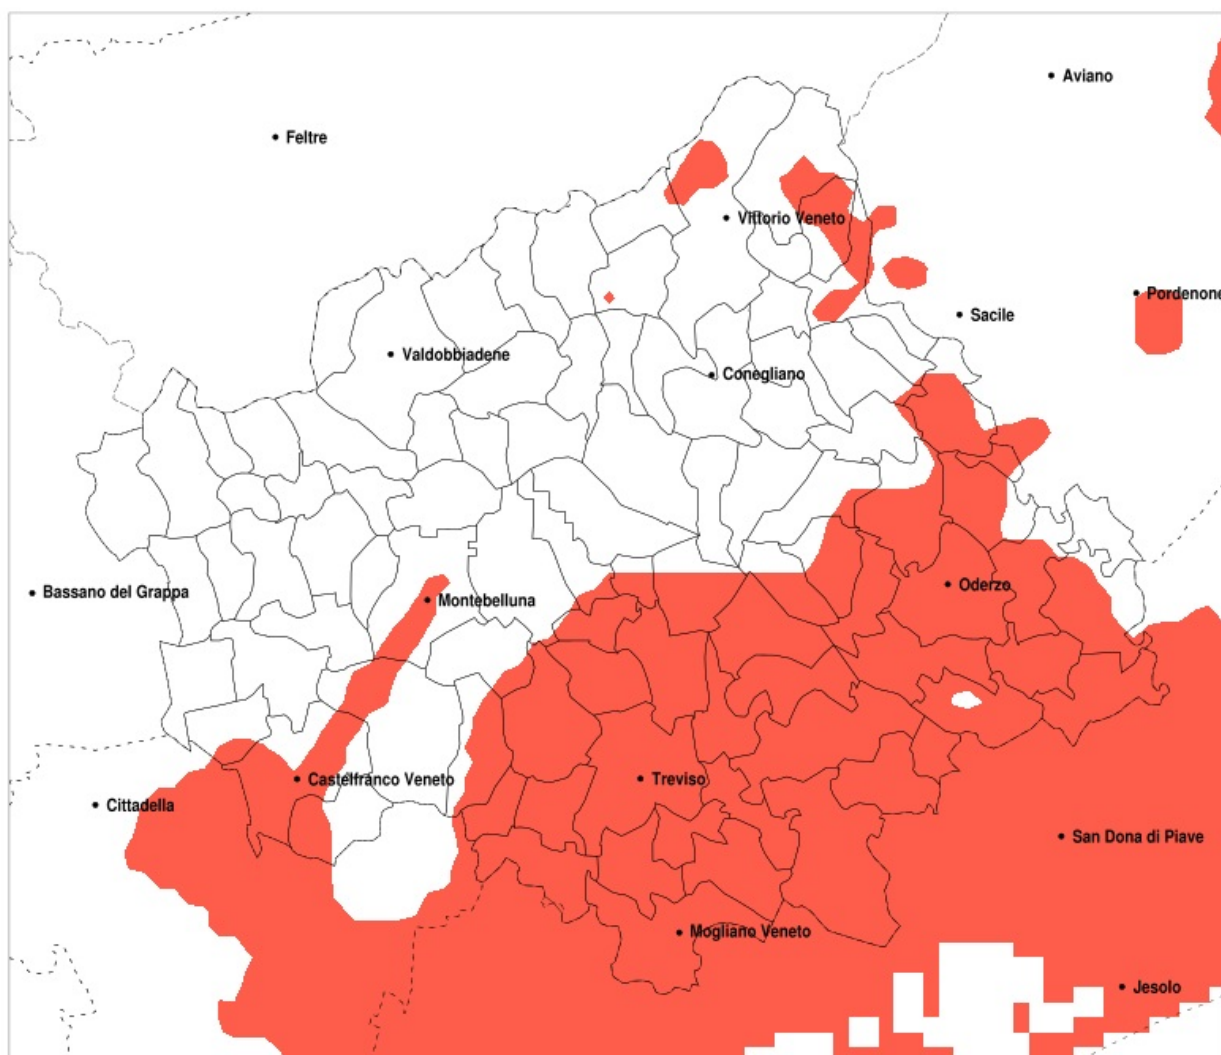 Aviano
Feltre
Vittorio Veneto
Pordenone
Sacile
Valdobbiadene
Conegliano
Bassano del Grappa
Montebelluna
Oderzo
Castelfranco Veneto
Treviso
Cittadella
San Dona di Piave
Mogliano Veneto
Jesolo